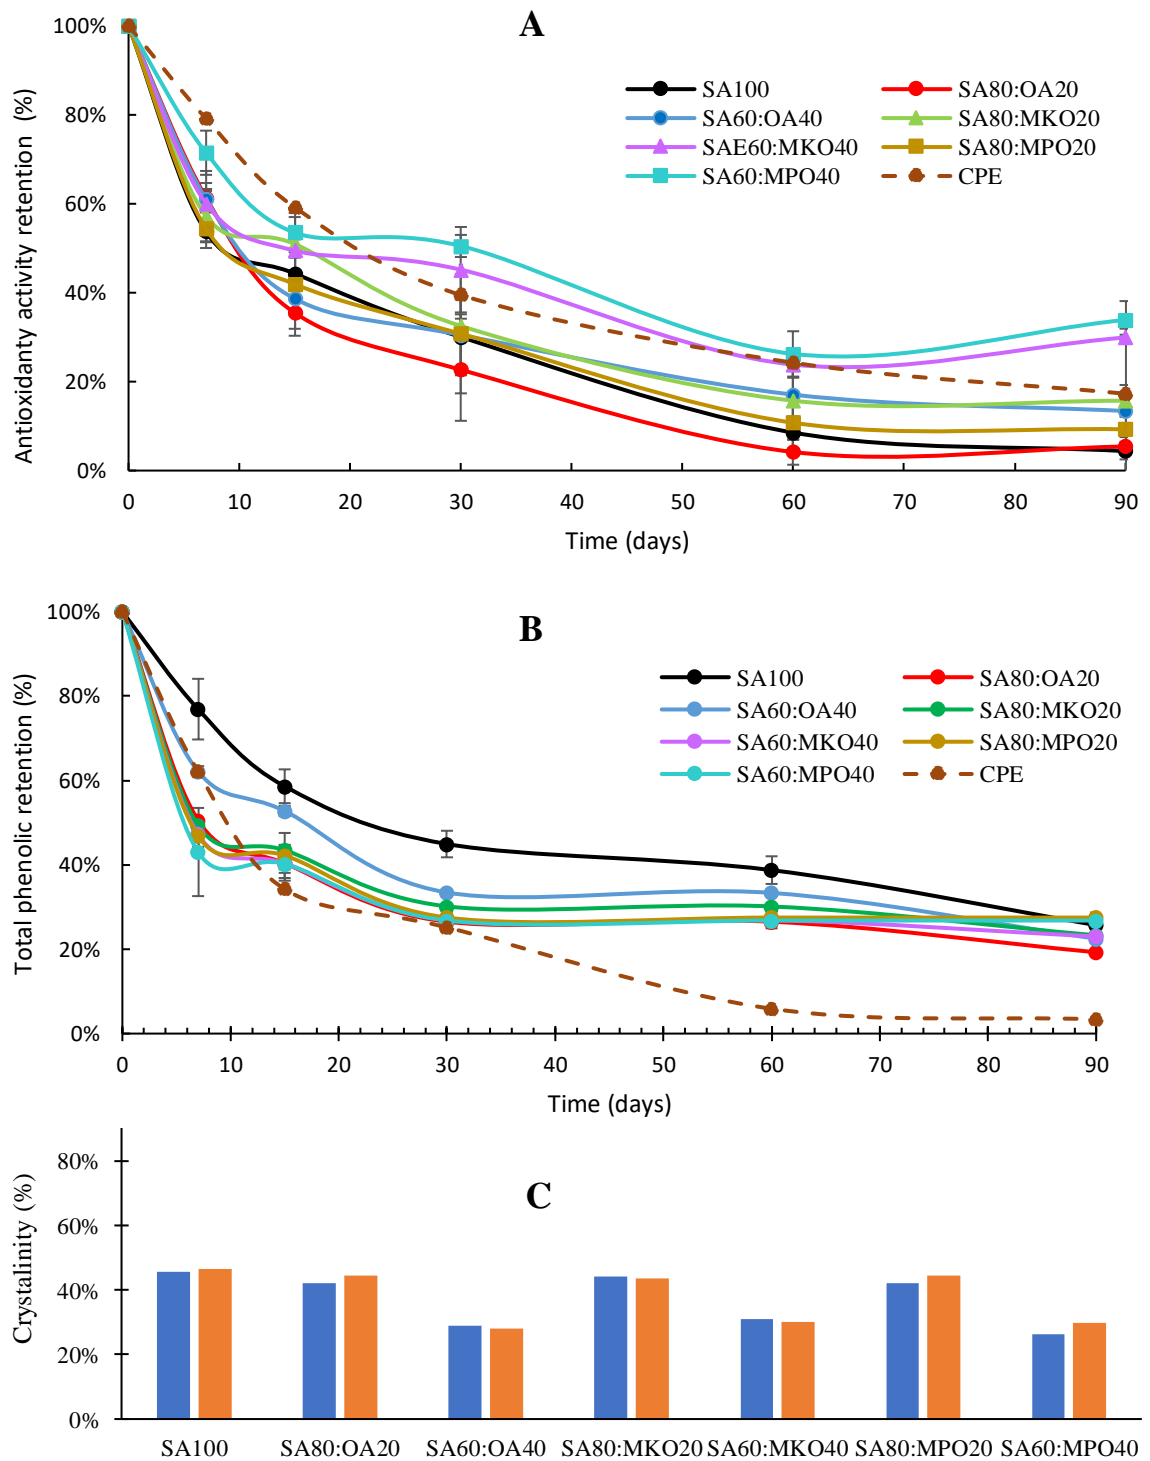 A
100%
80%
60%
40%
20%
0%
Antioxidanty activity retention (%)
SA100
SA80:OA20
SA60:OA40
SA80:MKO20
SAE60:MKO40
SA80:MPO20
SA60:MPO40
CPE
0 10 20 30 40 50 60 70 80 90
Time (days)
B
100%
80%
60%
40%
20%
0%
Total phenolic retention (%)
SA100
SA80:OA20
SA60:OA40
SA80:MKO20
SA60:MKO40
SA80:MPO20
SA60:MPO40
CPE
0 10 20 30 40 50 60 70 80 90
Time (days)
C
80%
60%
40%
20%
0%
Crystalinity (%)
SA100 SA80:OA20 SA60:OA40 SA80:MKO20 SA60:MKO40 SA80:MPO20 SA60:MPO40